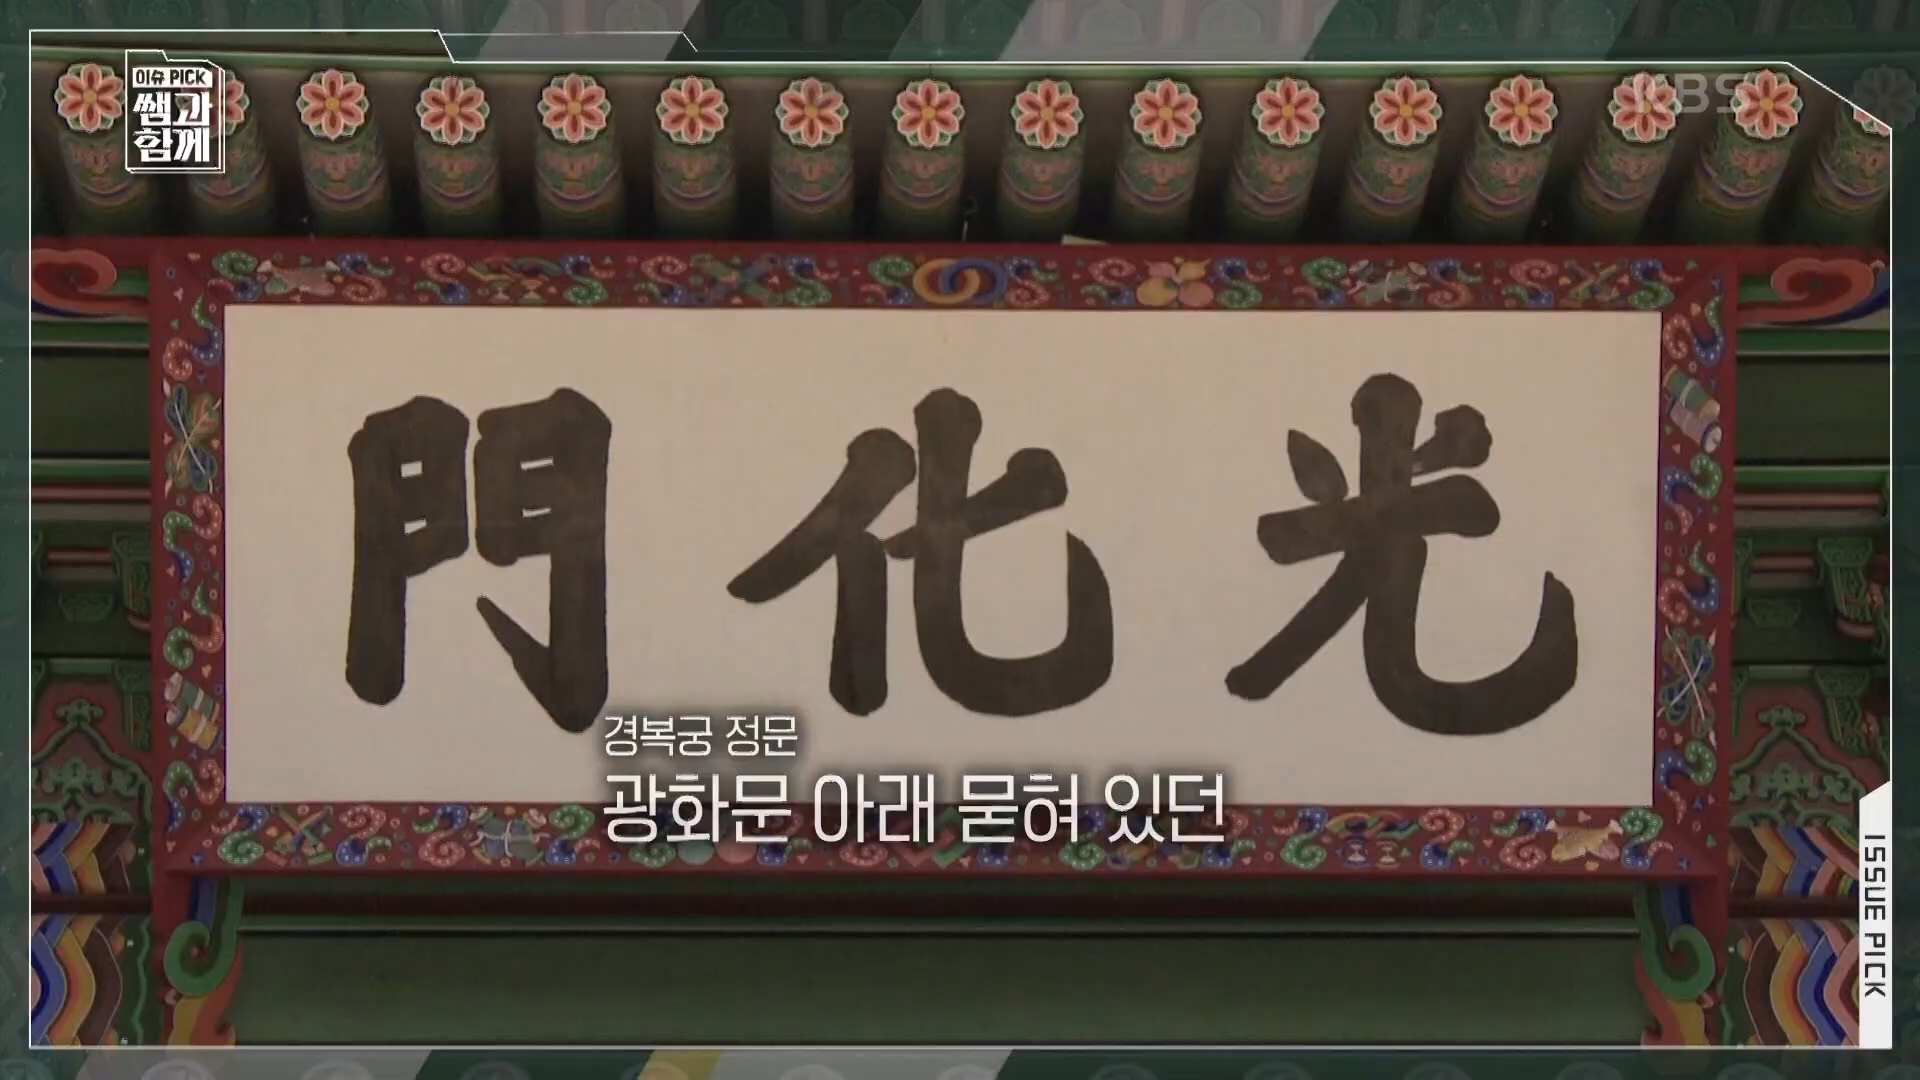 이슈 PICK
쌤과
함께
KBS
門化光
경복궁 정문
광화문 아래 묻혀 있던
ISSUE PICK